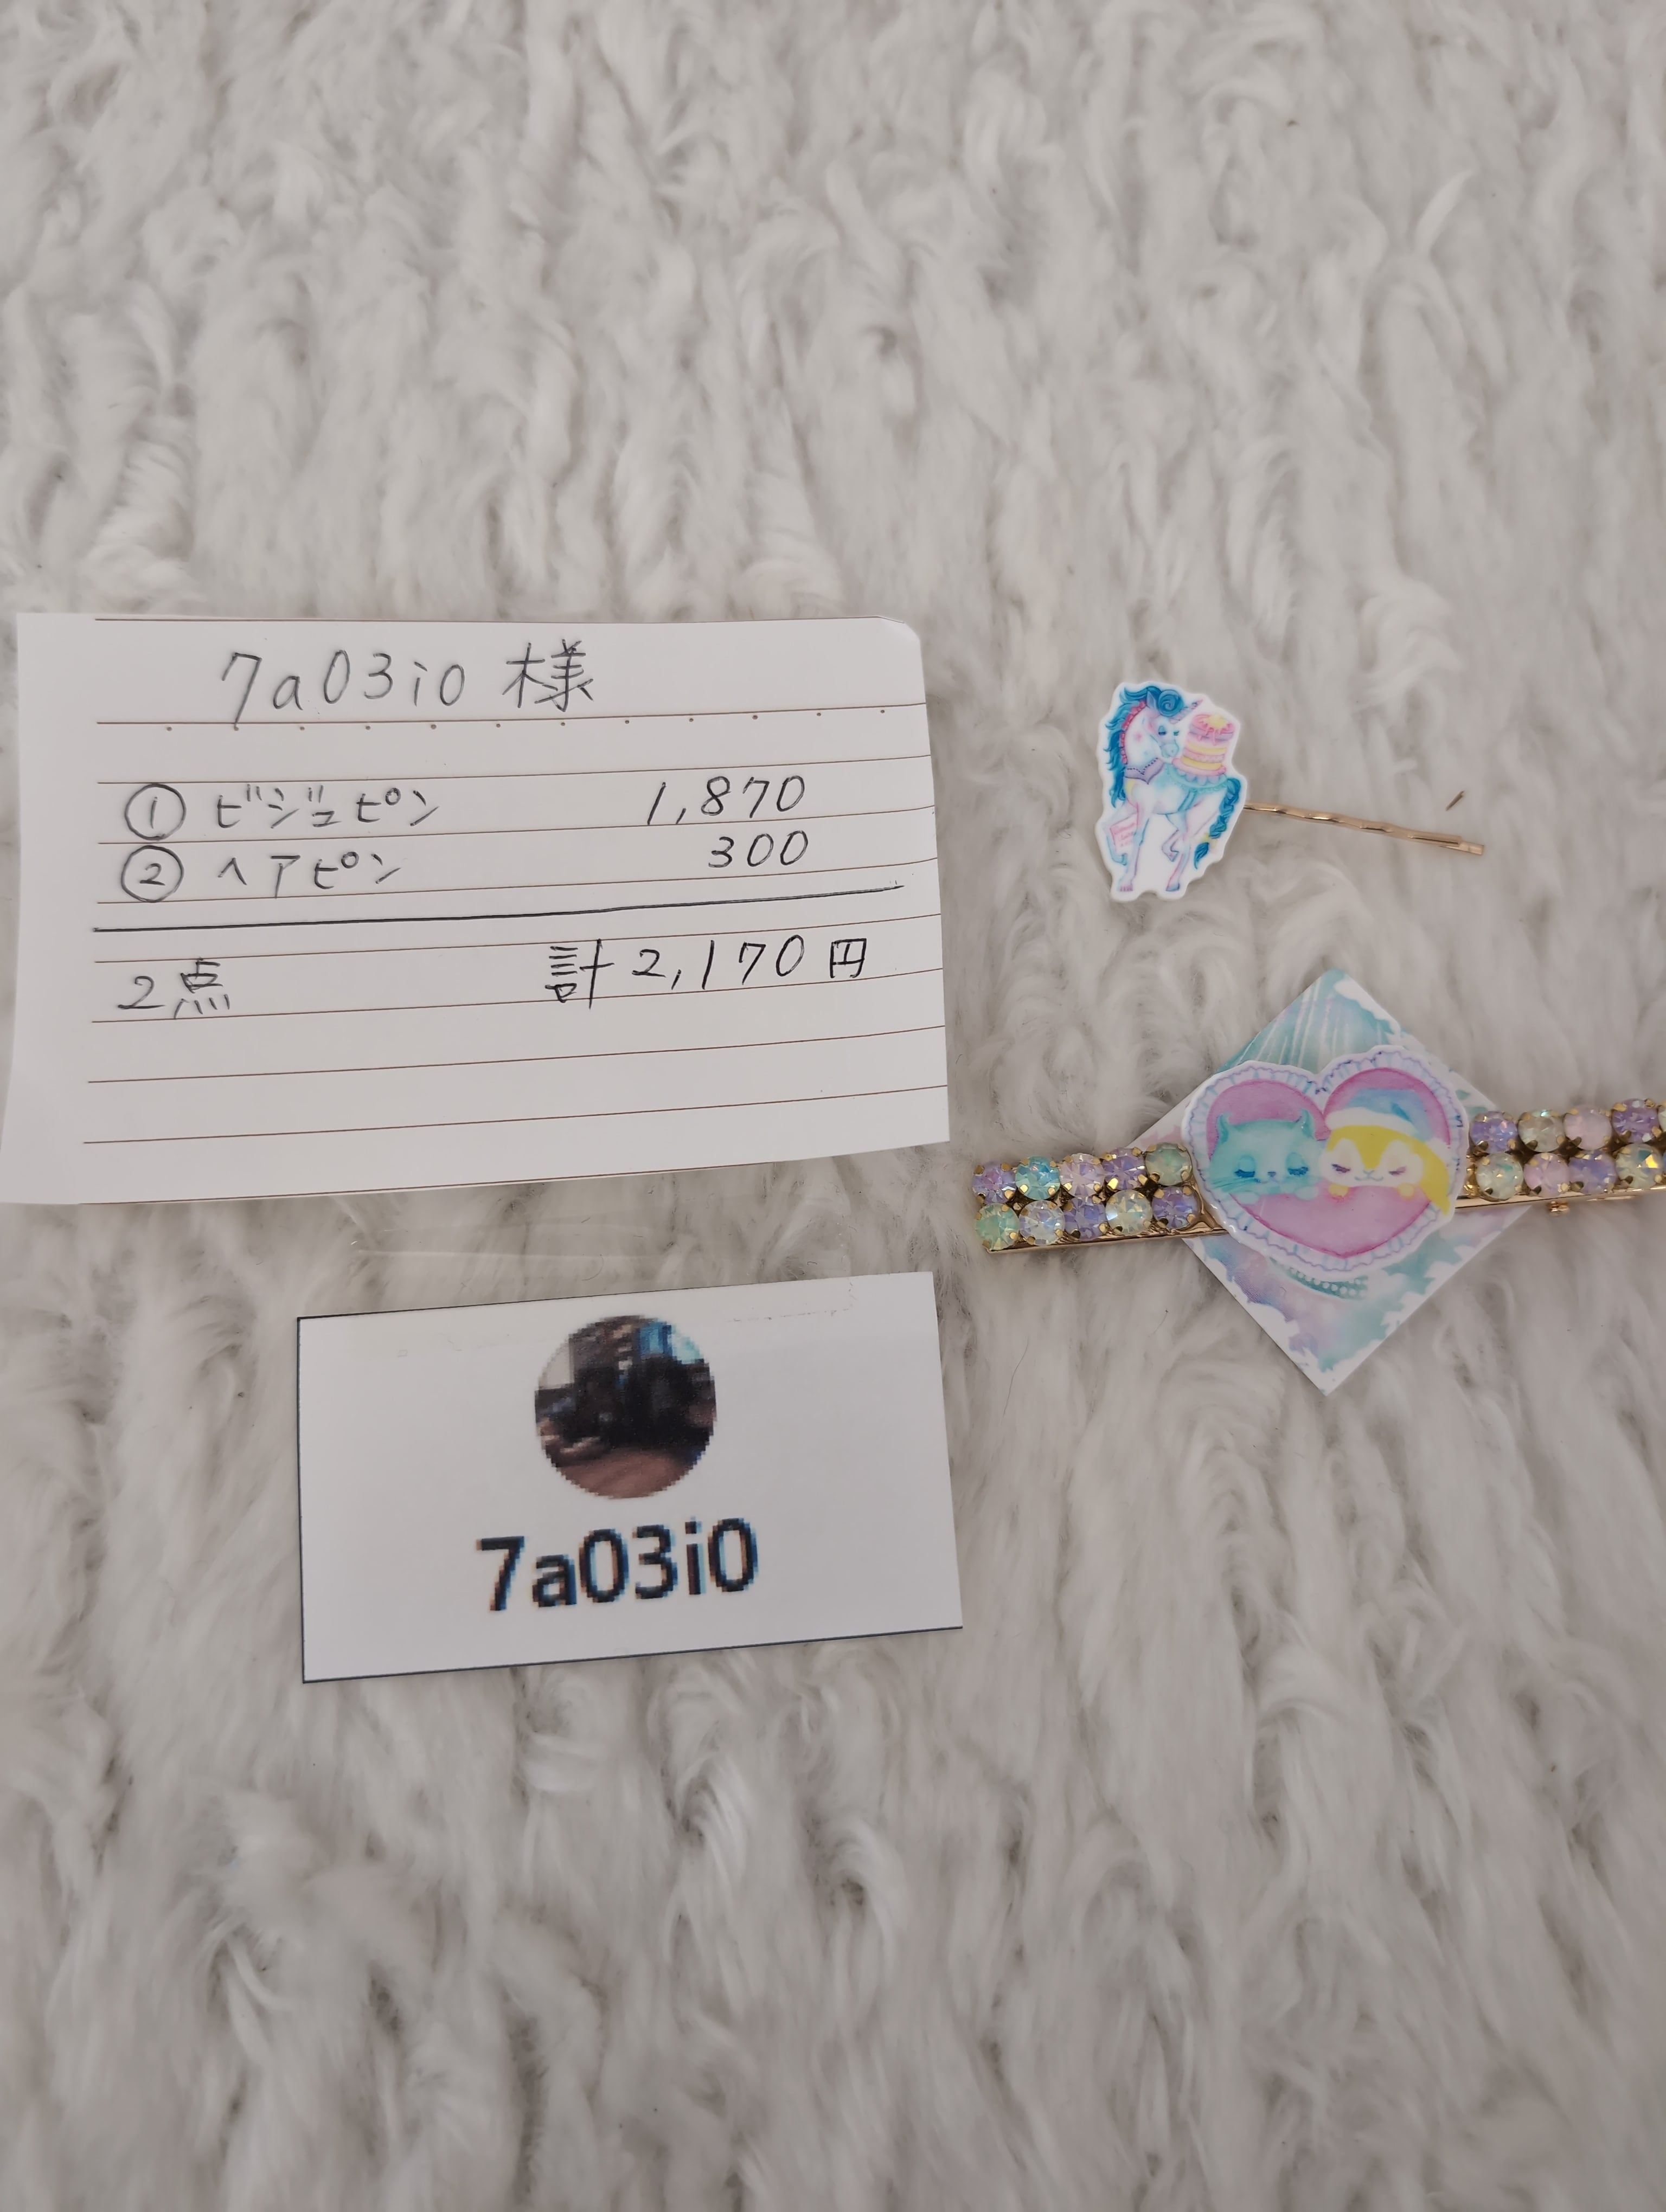 7a03i0 様
① ビジュピン 1,870
② ヘアピン 300
2点 計 2,170円
7a03i0